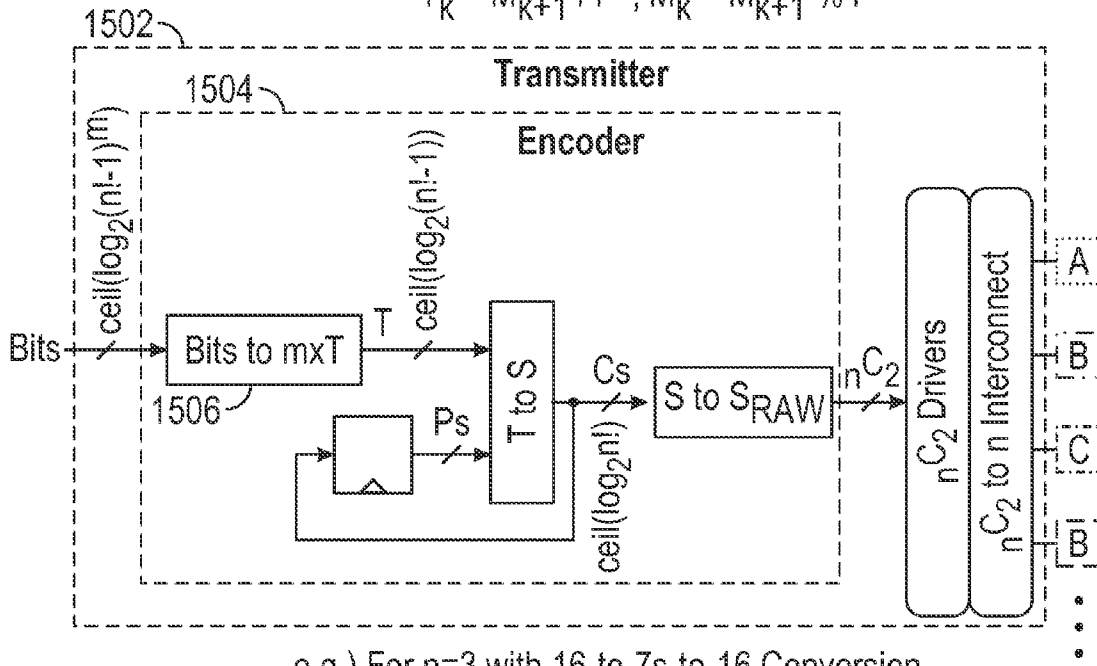 1502
Transmitter
1504
Encoder
ceil(log2(n!-1)^m)
ceil(log2(n!-1))
Bits
Bits to mxT
T
1506
Ps
T to S
Cs
ceil(log2n!)
S to SRAW
nC2
nC2 Drivers
nC2 to n Interconnect
A
B̅
C
B̅
e.g.) For n=3 with 16 to 7s to 16 Conversion